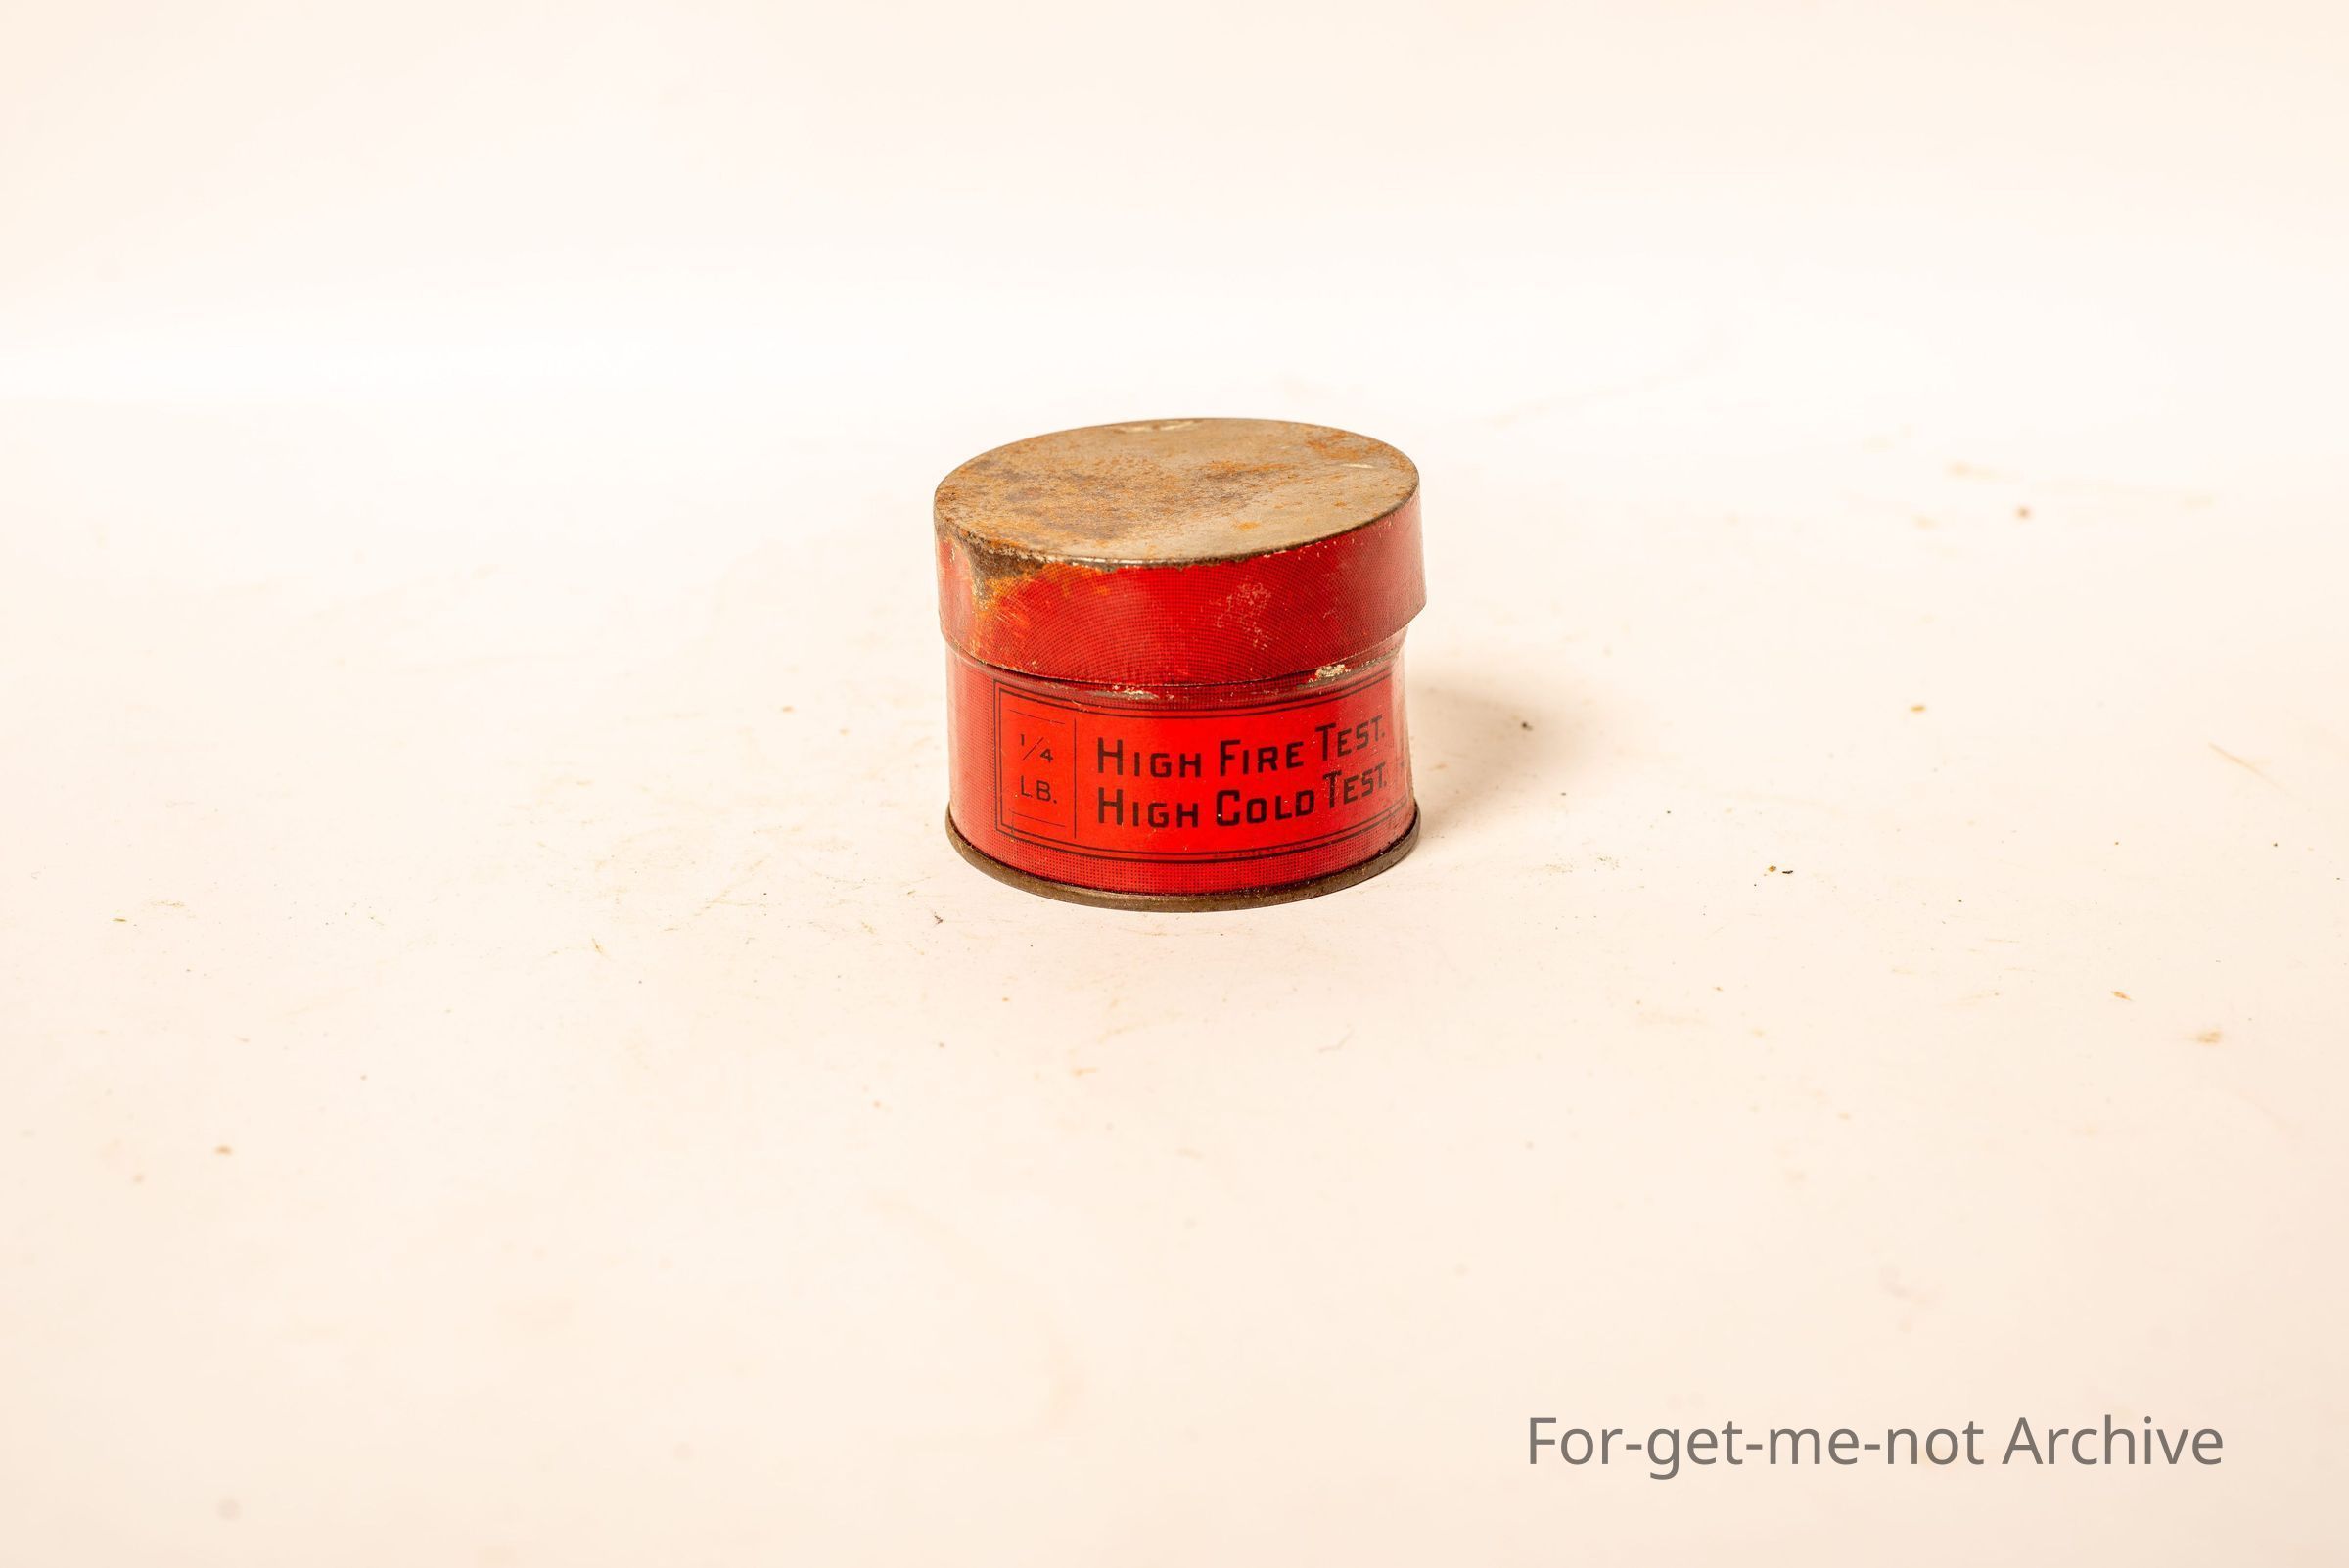 1/4
LB.
HIGH FIRE TEST.
HIGH COLD TEST.
For-get-me-not Archive